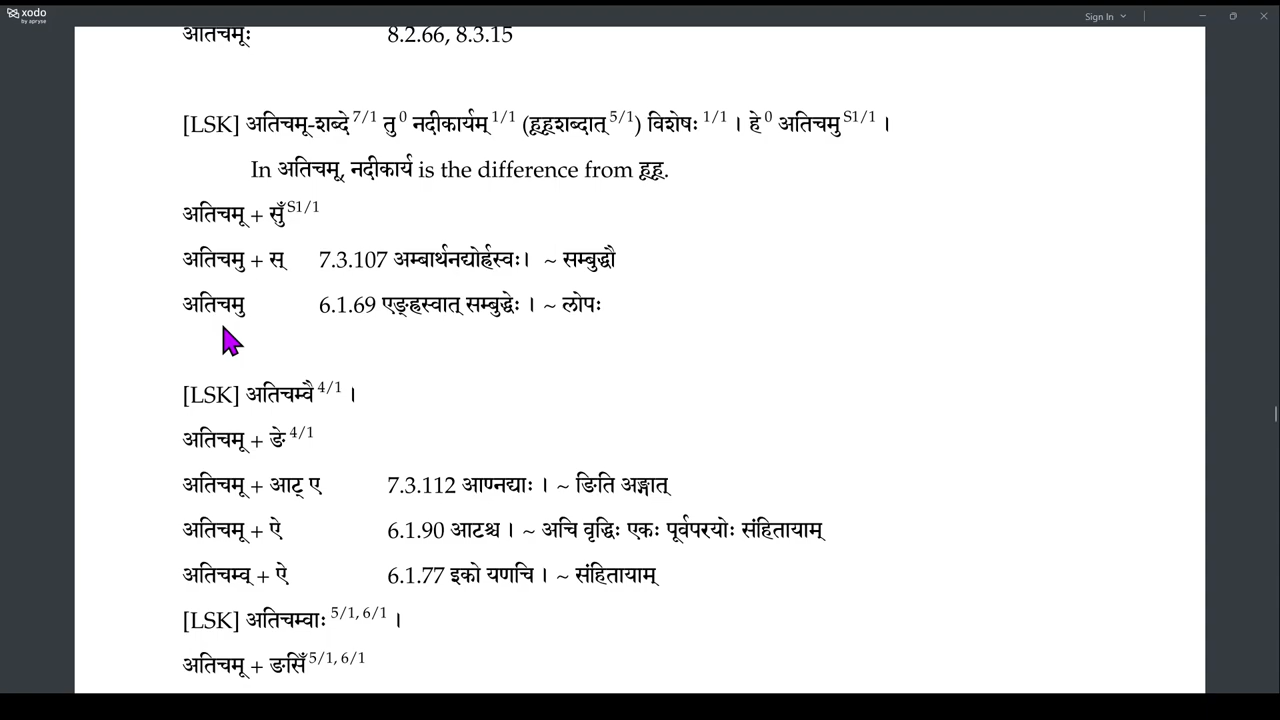 xodo
by apryse
Sign In
अतिचमूः 8.2.66, 8.3.15
[LSK] अतिचमू-शब्दे 7/1 तु 0 नदीकार्यम् 1/1 (हूहूशब्दात् 5/1) विशेषः 1/1 । हे 0 अतिचमु S1/1 ।
In अतिचमू, नदीकार्य is the difference from हूहू.
अतिचमू + सुँ S1/1
अतिचमु + स् 7.3.107 अम्बार्थनद्योर्ह्रस्वः। ~ सम्बुद्धौ
अतिचमु 6.1.69 एङ्ह्रस्वात् सम्बुद्धेः । ~ लोपः
[LSK] अतिचम्वै 4/1 ।
अतिचमू + ङे 4/1
अतिचमू + आट् ए 7.3.112 आण्नद्याः । ~ ङिति अङ्गात्
अतिचमू + ऐ 6.1.90 आटश्च । ~ अचि वृद्धिः एकः पूर्वपरयोः संहितायाम्
अतिचम्व् + ऐ 6.1.77 इको यणचि । ~ संहितायाम्
[LSK] अतिचम्वाः 5/1, 6/1 ।
अतिचमू + ङसिँ 5/1, 6/1